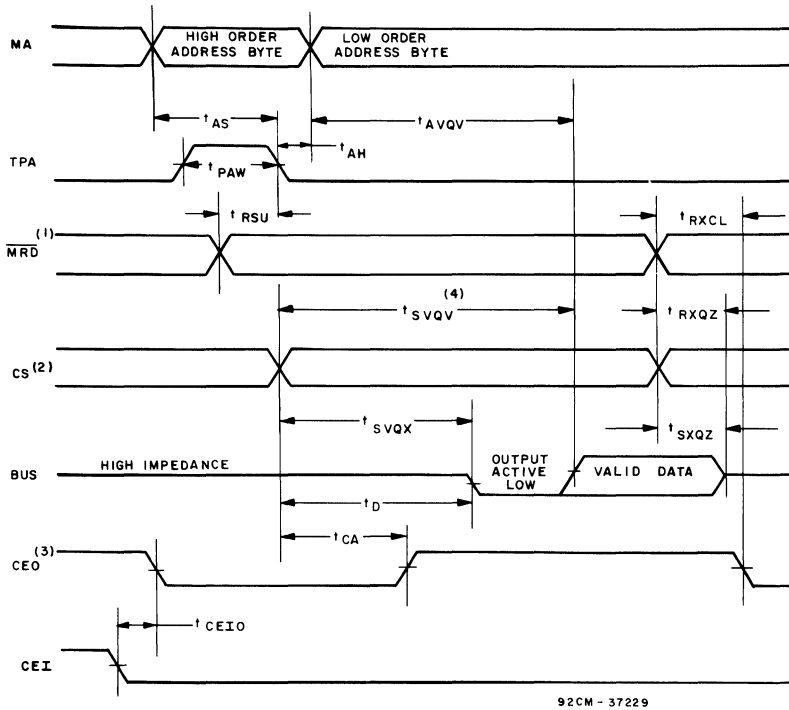 MA
HIGH ORDER
ADDRESS BYTE
LOW ORDER
ADDRESS BYTE
tAS
tAVQV
tAH
TPA
tPAW
tRSU
tRXCL
MRD(1)
(4)
tSVQV
tRXQZ
CS(2)
tSVQX
tSXQZ
BUS
HIGH IMPEDANCE
OUTPUT
ACTIVE
LOW
VALID DATA
tD
tCA
CEO(3)
tCEIO
CEI
92CM-37229